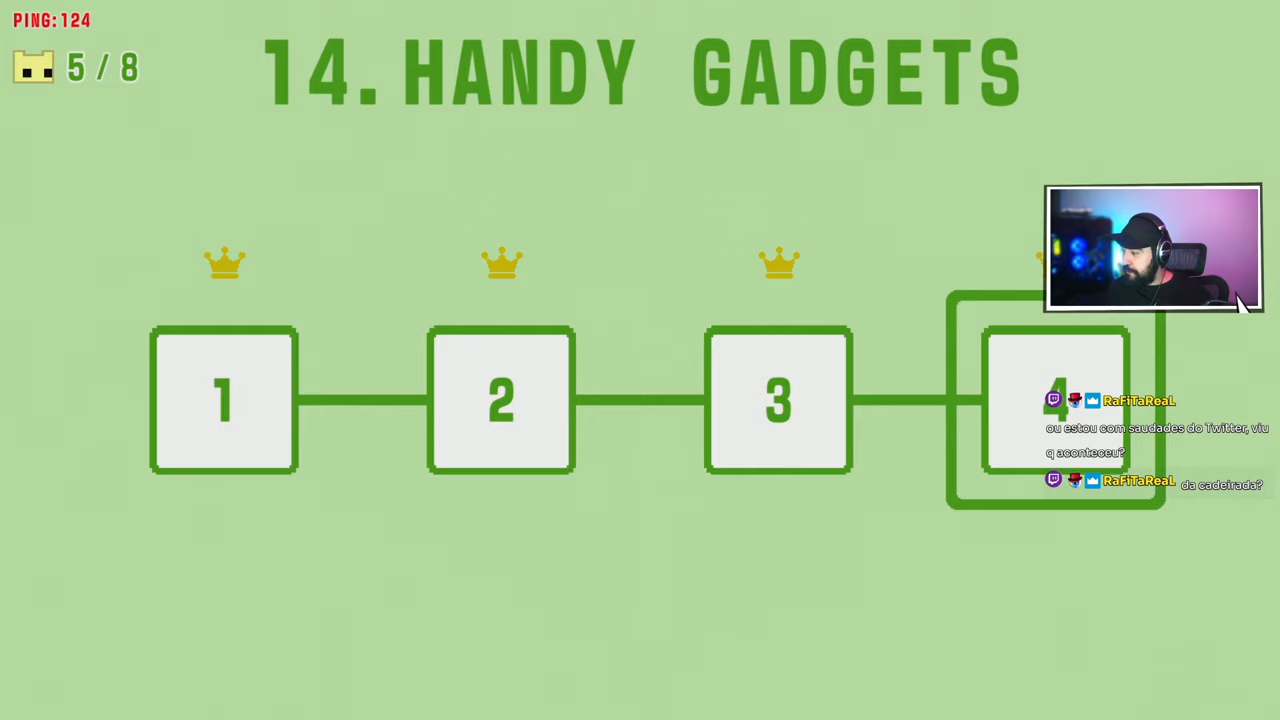 PING:124
5 / 8
14. HANDY GADGETS
1
2
3
4
RaFiTaReaL
ou estou com saudades do Twitter, viu
q aconteceu?
RaFiTaReaL da cadeirada?